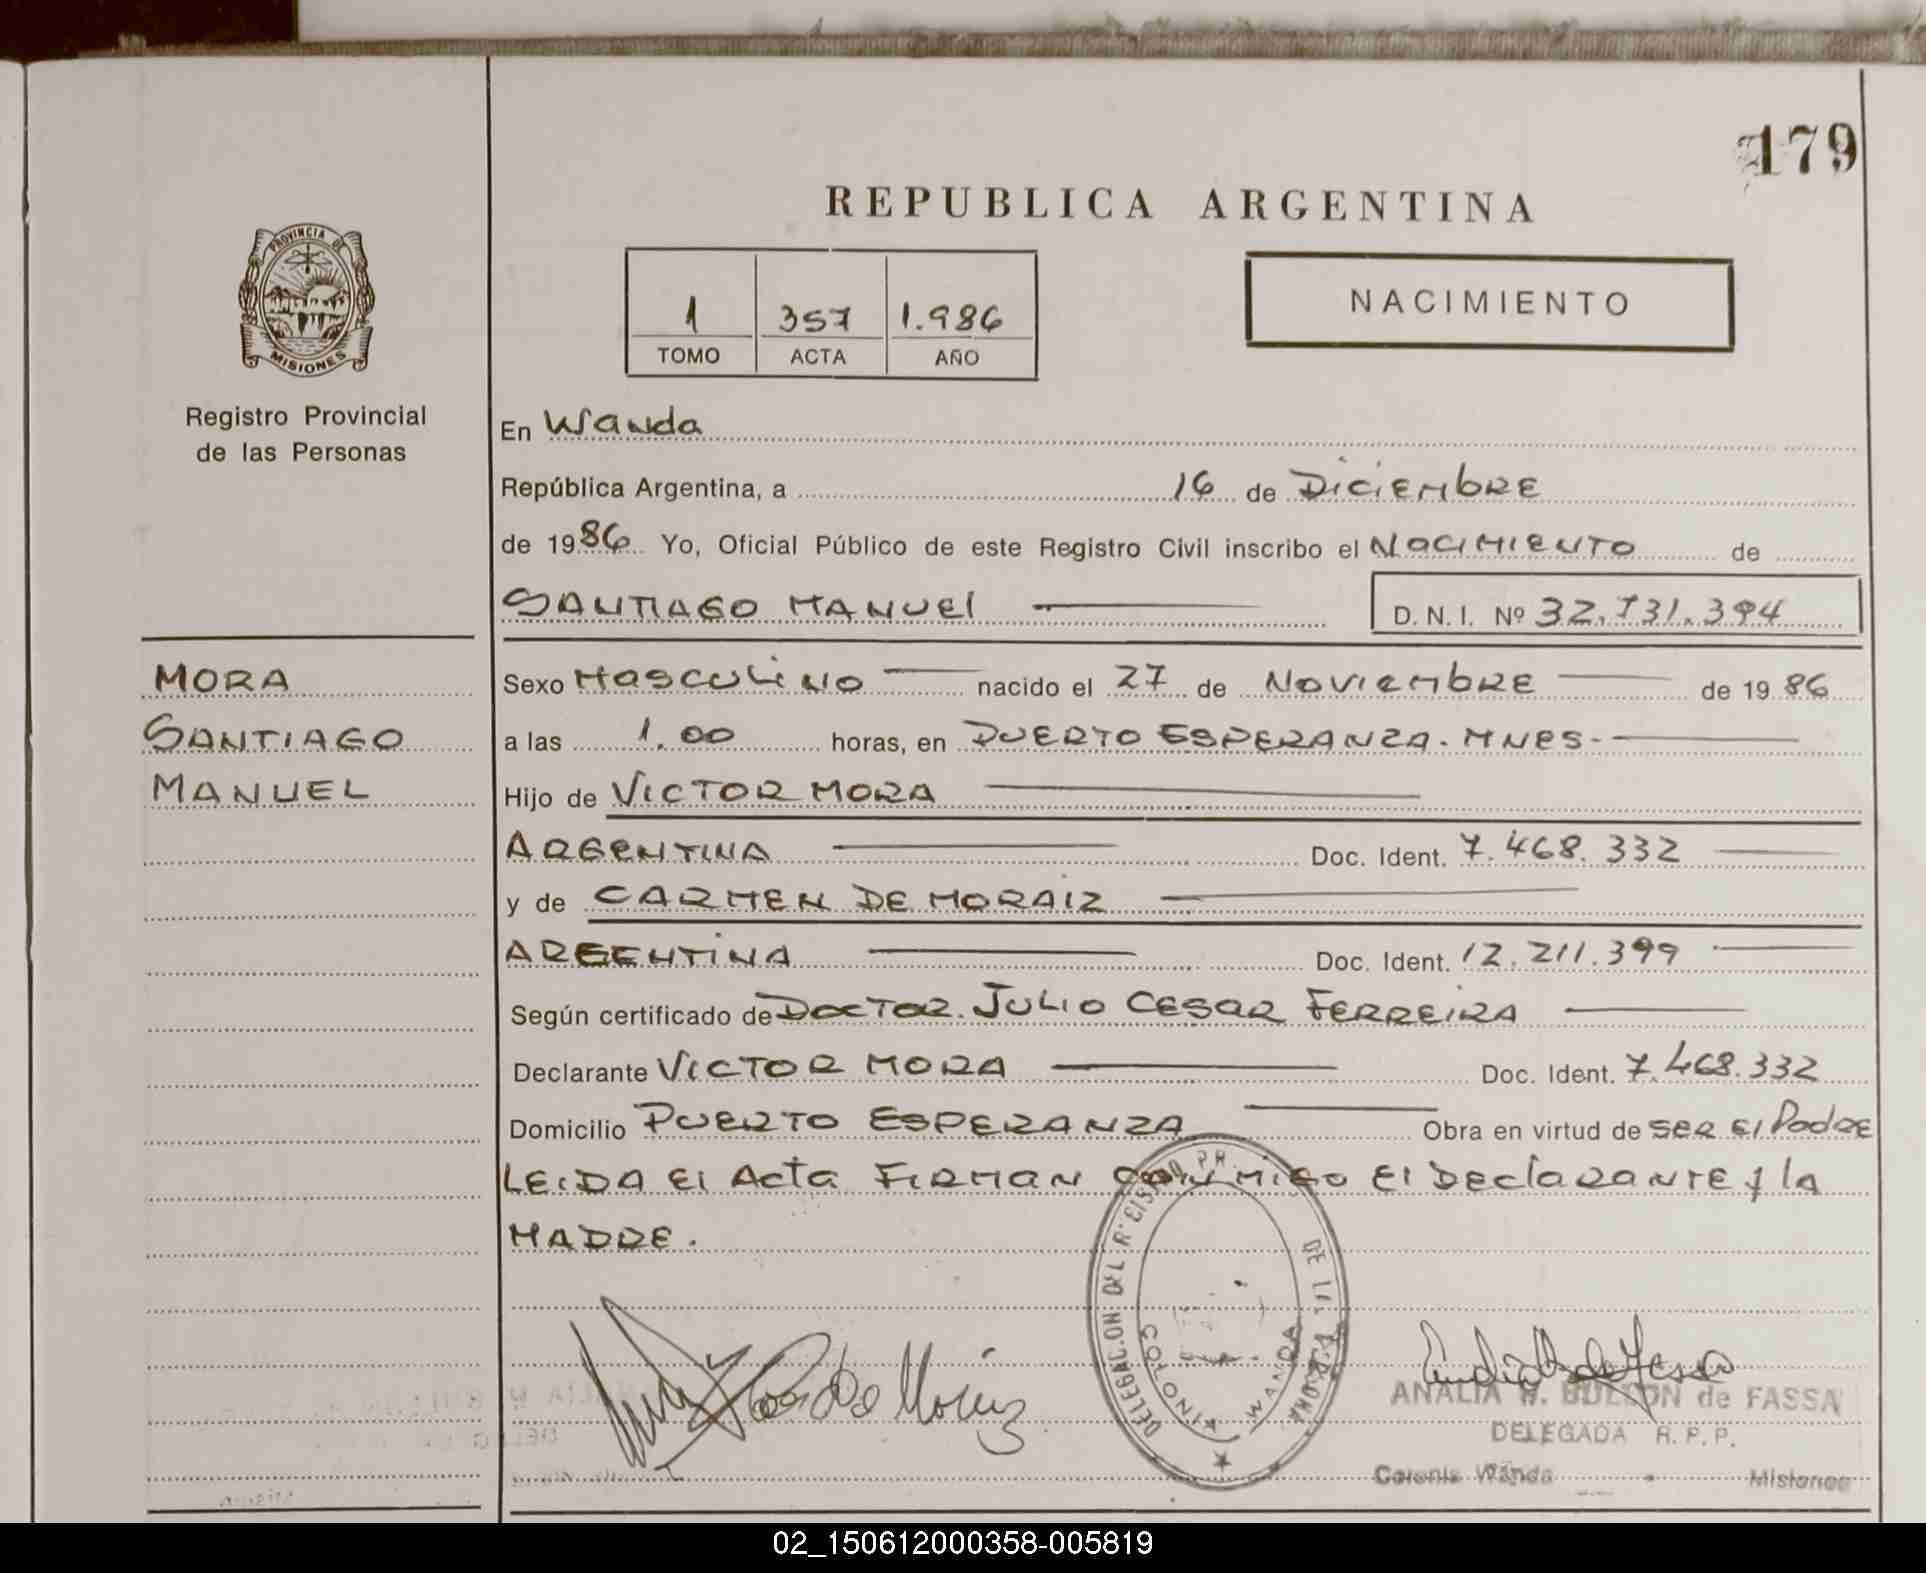 179
REPUBLICA ARGENTINA
PROVINCIA DE
MISIONES
1 357 1.986
TOMO ACTA AÑO
NACIMIENTO
Registro Provincial
de las Personas
En Wanda
República Argentina, a 16 de Diciembre
de 1986 Yo, Oficial Público de este Registro Civil inscribo el Nacimiento de
SANTIAGO MANUEL D. N. I. Nº 32.731.394
MORA
SANTIAGO
MANUEL
Sexo Masculino nacido el 27 de Noviembre de 1986
a las 1.00 horas, en PUERTO ESPERANZA. MNES.
Hijo de VICTOR MORA
ARGENTINA Doc. Ident. 7.468.332
y de CARMEN DE MORAIZ
ARGENTINA Doc. Ident. 12.211.399
Según certificado de DOCTOR. JULIO CESAR FERREIRA
Declarante VICTOR MORA Doc. Ident. 7.468.332
Domicilio PUERTO ESPERANZA Obra en virtud de SER El Padre
LEIDA El Acta FIRMAN CONMIGO El Declarante y la
MADRE.
DELEGACION DEL
DE
COLONIA WANDA
ANALIA de FASSA
DELEGADA R. P. P.
Colonia Wanda Misiones
02_150612000358-005819